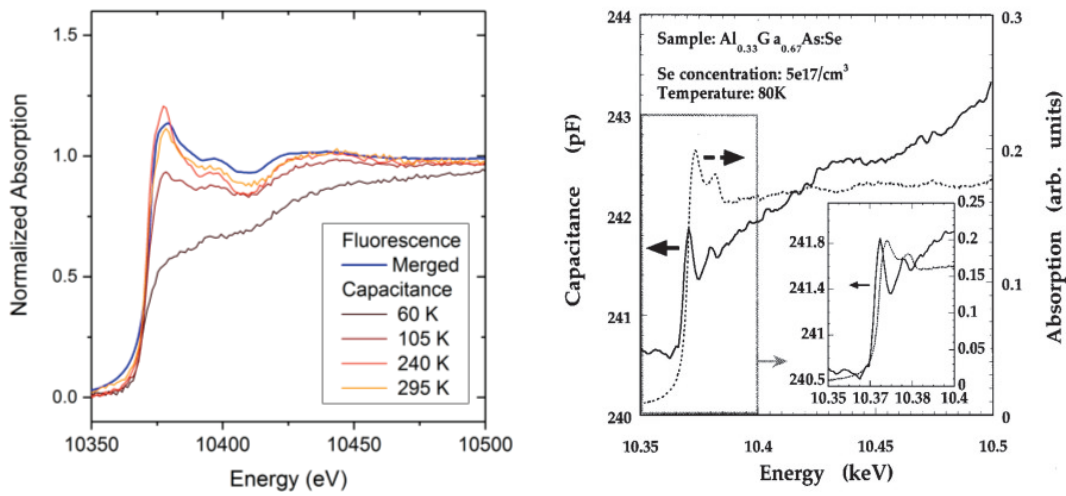 1.5
1.0
0.5
0.0
Normalized Absorption
10350
10400
10450
10500
Energy (eV)
Fluorescence
Merged
Capacitance
60 K
105 K
240 K
295 K
244
243
242
241
240
Capacitance (pF)
Sample: Al0.33Ga0.67As:Se
Se concentration: 5e17/cm3
Temperature: 80K
0.3
0.2
0.1
0
Absorption (arb. units)
10.35
10.4
10.45
10.5
Energy (keV)
241.8
241.4
241
240.5
0.25
0.2
0.15
0.1
0.05
0
10.35
10.37
10.38
10.4